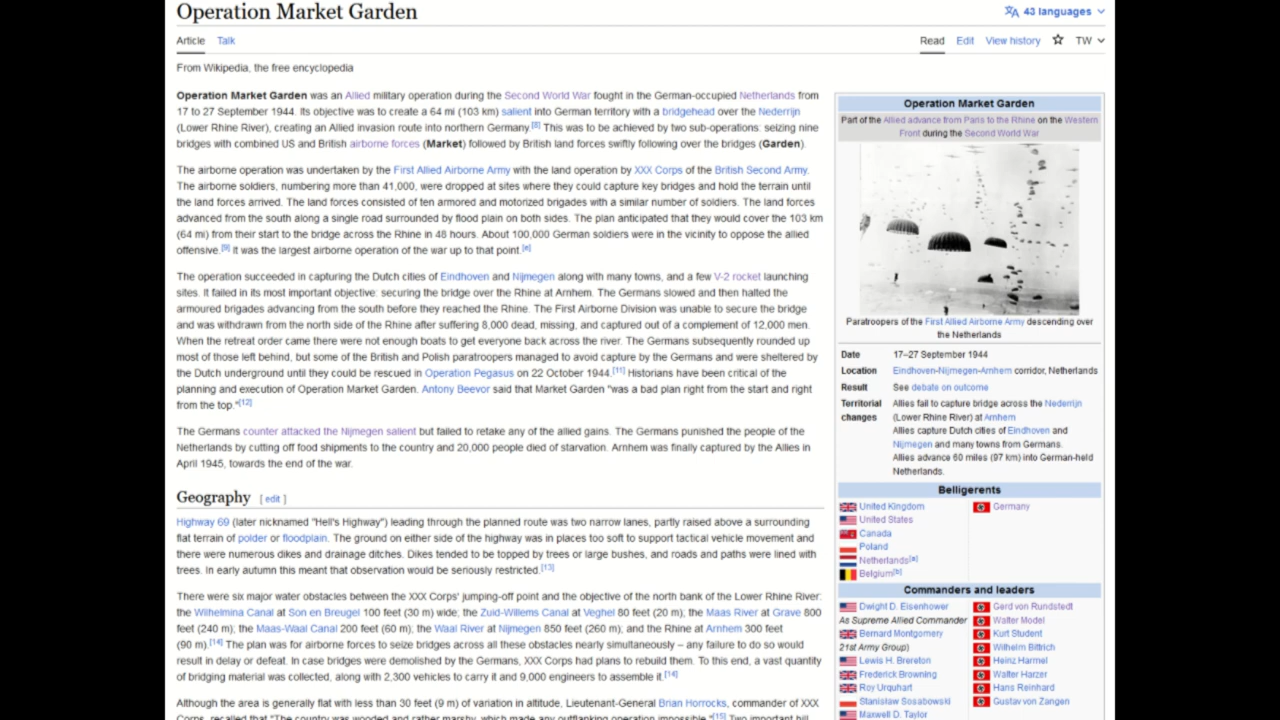 Operation Market Garden
43 languages
Article Talk
Read Edit View history TW
From Wikipedia, the free encyclopedia
Operation Market Garden was an Allied military operation during the Second World War fought in the German-occupied Netherlands from
17 to 27 September 1944. Its objective was to create a 64 mi (103 km) salient into German territory with a bridgehead over the Nederrijn
(Lower Rhine River), creating an Allied invasion route into northern Germany.[8] This was to be achieved by two sub-operations: seizing nine
bridges with combined US and British airborne forces (Market) followed by British land forces swiftly following over the bridges (Garden).
The airborne operation was undertaken by the First Allied Airborne Army with the land operation by XXX Corps of the British Second Army.
The airborne soldiers, numbering more than 41,000, were dropped at sites where they could capture key bridges and hold the terrain until
the land forces arrived. The land forces consisted of ten armored and motorized brigades with a similar number of soldiers. The land forces
advanced from the south along a single road surrounded by flood plain on both sides. The plan anticipated that they would cover the 103 km
(64 mi) from their start to the bridge across the Rhine in 48 hours. About 100,000 German soldiers were in the vicinity to oppose the allied
offensive.[9] It was the largest airborne operation of the war up to that point.[e]
The operation succeeded in capturing the Dutch cities of Eindhoven and Nijmegen along with many towns, and a few V-2 rocket launching
sites. It failed in its most important objective: securing the bridge over the Rhine at Arnhem. The Germans slowed and then halted the
armoured brigades advancing from the south before they reached the Rhine. The First Airborne Division was unable to secure the bridge
and was withdrawn from the north side of the Rhine after suffering 8,000 dead, missing, and captured out of a complement of 12,000 men.
When the retreat order came there were not enough boats to get everyone back across the river. The Germans subsequently rounded up
most of those left behind, but some of the British and Polish paratroopers managed to avoid capture by the Germans and were sheltered by
the Dutch underground until they could be rescued in Operation Pegasus on 22 October 1944.[11] Historians have been critical of the
planning and execution of Operation Market Garden. Antony Beevor said that Market Garden "was a bad plan right from the start and right
from the top."[12]
The Germans counter attacked the Nijmegen salient but failed to retake any of the allied gains. The Germans punished the people of the
Netherlands by cutting off food shipments to the country and 20,000 people died of starvation. Arnhem was finally captured by the Allies in
April 1945, towards the end of the war.
Geography [ edit ]
Highway 69 (later nicknamed "Hell's Highway") leading through the planned route was two narrow lanes, partly raised above a surrounding
flat terrain of polder or floodplain. The ground on either side of the highway was in places too soft to support tactical vehicle movement and
there were numerous dikes and drainage ditches. Dikes tended to be topped by trees or large bushes, and roads and paths were lined with
trees. In early autumn this meant that observation would be seriously restricted.[13]
There were six major water obstacles between the XXX Corps' jumping-off point and the objective of the north bank of the Lower Rhine River:
the Wilhelmina Canal at Son en Breugel 100 feet (30 m) wide; the Zuid-Willems Canal at Veghel 80 feet (20 m); the Maas River at Grave 800
feet (240 m); the Maas-Waal Canal 200 feet (60 m); the Waal River at Nijmegen 850 feet (260 m); and the Rhine at Arnhem 300 feet
(90 m).[14] The plan was for airborne forces to seize bridges across all these obstacles nearly simultaneously – any failure to do so would
result in delay or defeat. In case bridges were demolished by the Germans, XXX Corps had plans to rebuild them. To this end, a vast quantity
of bridging material was collected, along with 2,300 vehicles to carry it and 9,000 engineers to assemble it.[14]
Although the area is generally flat with less than 30 feet (9 m) of variation in altitude, Lieutenant-General Brian Horrocks, commander of XXX
Corps, recalled that "The country was wooded and rather marshy, which made any outflanking operation impossible."[15] Two important hill
Operation Market Garden
Part of the Allied advance from Paris to the Rhine on the Western
Front during the Second World War
Paratroopers of the First Allied Airborne Army descending over
the Netherlands
Date 17–27 September 1944
Location Eindhoven-Nijmegen-Arnhem corridor, Netherlands
Result See debate on outcome
Territorial Allies fail to capture bridge across the Nederrijn
changes (Lower Rhine River) at Arnhem
Allies capture Dutch cities of Eindhoven and
Nijmegen and many towns from Germans.
Allies advance 60 miles (97 km) into German-held
Netherlands.
Belligerents
United Kingdom Germany
United States
Canada
Poland
Netherlands[a]
Belgium[b]
Commanders and leaders
Dwight D. Eisenhower Gerd von Rundstedt
As Supreme Allied Commander Walter Model
Bernard Montgomery Kurt Student
21st Army Group) Wilhelm Bittrich
Lewis H. Brereton Heinz Harmel
Frederick Browning Walter Harzer
Roy Urquhart Hans Reinhard
Stanisław Sosabowski Gustav von Zangen
Maxwell D. Taylor